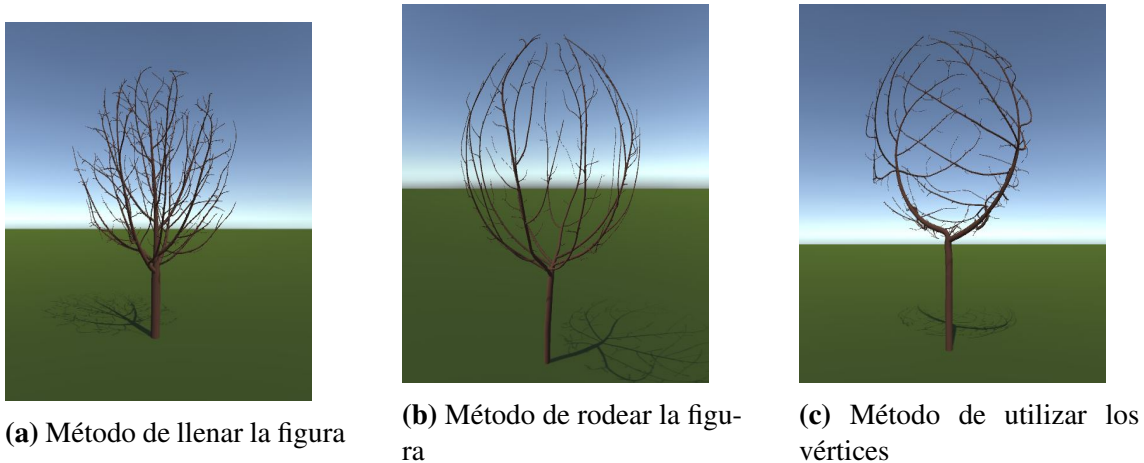 (a) Método de llenar la figura
(b) Método de rodear la figu-
ra
(c) Método de utilizar los
vértices